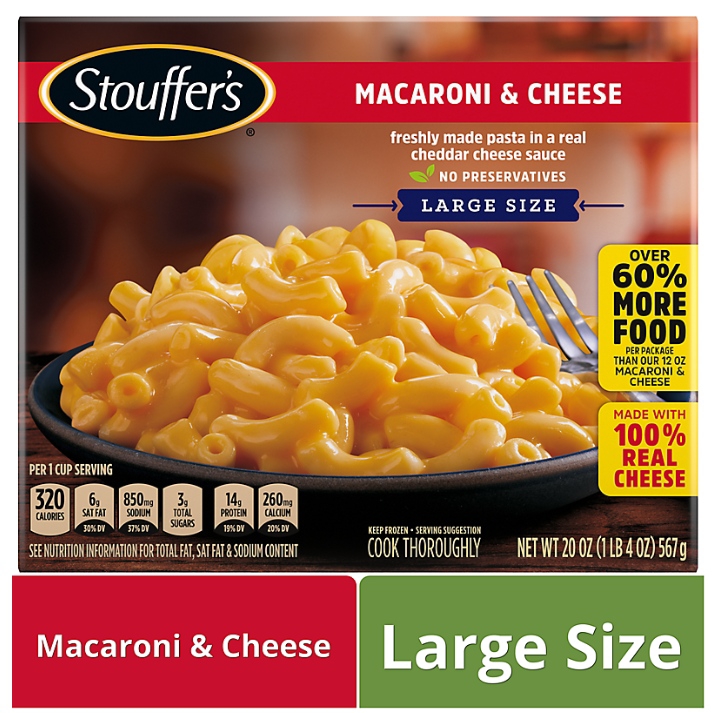 Stouffer's®
MACARONI & CHEESE
freshly made pasta in a real
cheddar cheese sauce
NO PRESERVATIVES
LARGE SIZE
OVER
60%
MORE
FOOD
PER PACKAGE
THAN OUR 12 OZ
MACARONI &
CHEESE
MADE WITH
100%
REAL
CHEESE
PER 1 CUP SERVING
320
CALORIES
6g
SAT FAT
30% DV
850mg
SODIUM
37% DV
3g
TOTAL
SUGARS
14g
PROTEIN
19% DV
260mg
CALCIUM
20% DV
SEE NUTRITION INFORMATION FOR TOTAL FAT, SAT FAT & SODIUM CONTENT
KEEP FROZEN • SERVING SUGGESTION
COOK THOROUGHLY
NET WT 20 OZ (1 LB 4 OZ) 567g
Macaroni & Cheese
Large Size